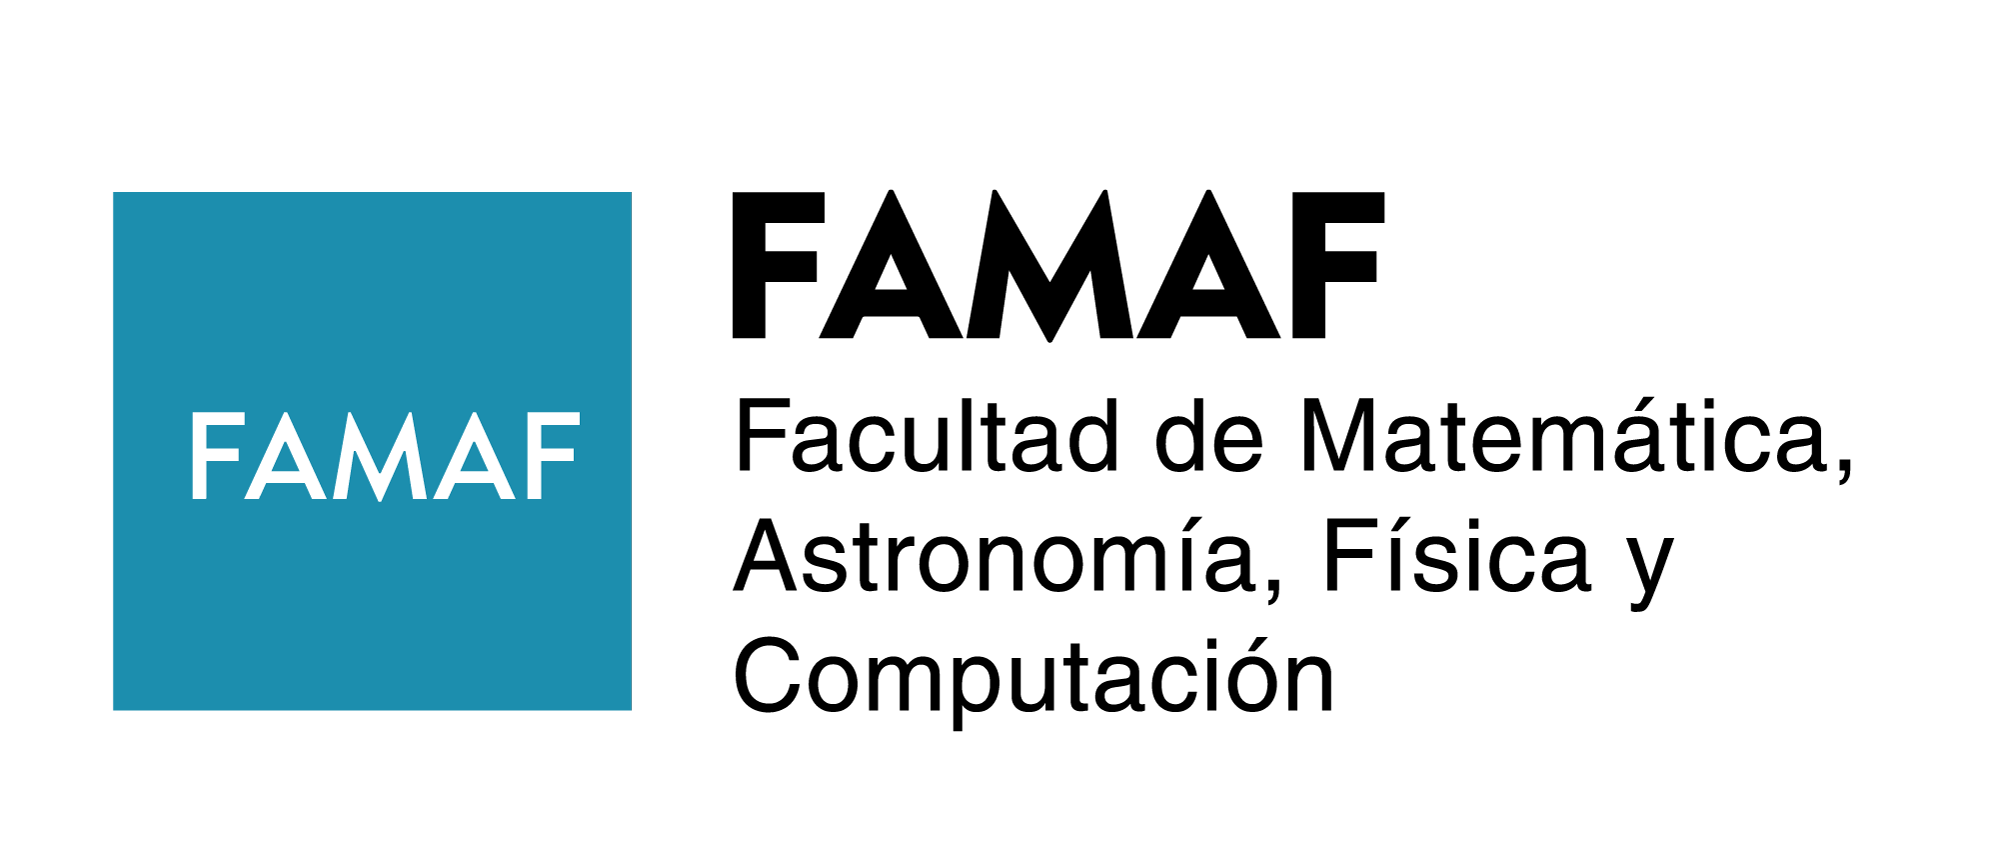 FAMAF
FAMAF
Facultad de Matemática,
Astronomía, Física y
Computación